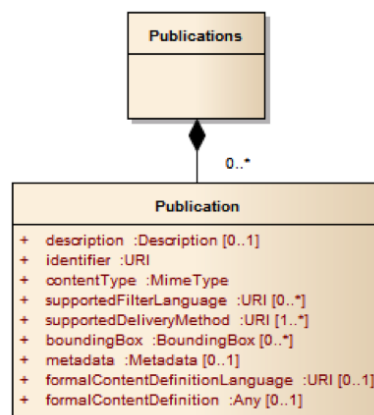 Publications
0..*
Publication
+ description :Description [0..1]
+ identifier :URI
+ contentType :MimeType
+ supportedFilterLanguage :URI [0..*]
+ supportedDeliveryMethod :URI [1..*]
+ boundingBox :BoundingBox [0..*]
+ metadata :Metadata [0..1]
+ formalContentDefinitionLanguage :URI [0..1]
+ formalContentDefinition :Any [0..1]